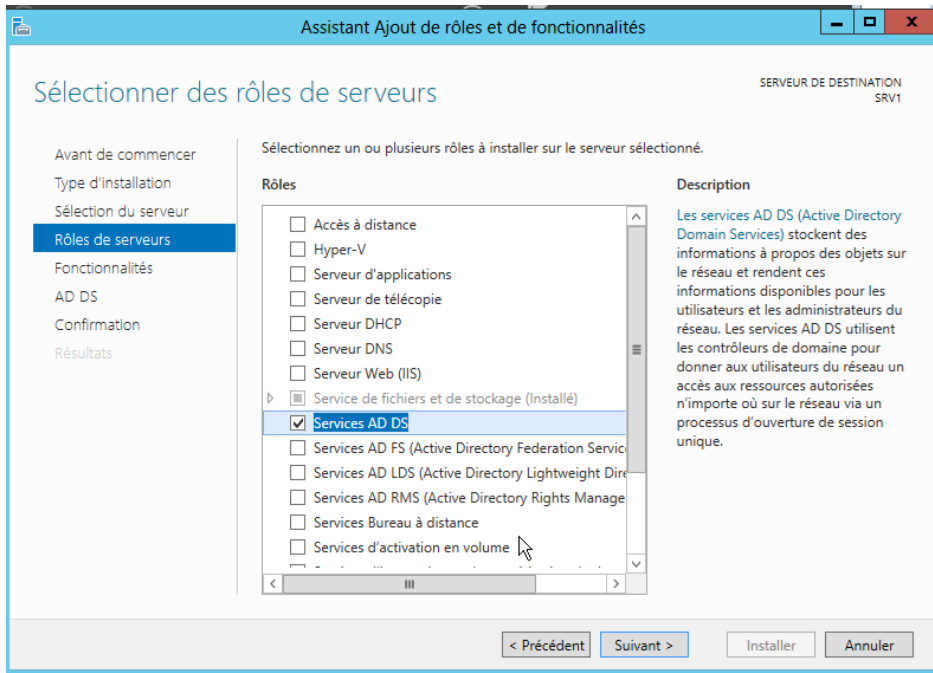 Assistant Ajout de rôles et de fonctionnalités
Sélectionner des rôles de serveurs
SERVEUR DE DESTINATION
SRV1
Avant de commencer
Type d'installation
Sélection du serveur
Rôles de serveurs
Fonctionnalités
AD DS
Confirmation
Résultats
Sélectionnez un ou plusieurs rôles à installer sur le serveur sélectionné.
Rôles
Accès à distance
Hyper-V
Serveur d'applications
Serveur de télécopie
Serveur DHCP
Serveur DNS
Serveur Web (IIS)
Service de fichiers et de stockage (Installé)
Services AD DS
Services AD FS (Active Directory Federation Servic
Services AD LDS (Active Directory Lightweight Dire
Services AD RMS (Active Directory Rights Manage
Services Bureau à distance
Services d'activation en volume
Description
Les services AD DS (Active Directory
Domain Services) stockent des
informations à propos des objets sur
le réseau et rendent ces
informations disponibles pour les
utilisateurs et les administrateurs du
réseau. Les services AD DS utilisent
les contrôleurs de domaine pour
donner aux utilisateurs du réseau un
accès aux ressources autorisées
n'importe où sur le réseau via un
processus d'ouverture de session
unique.
< Précédent
Suivant >
Installer
Annuler